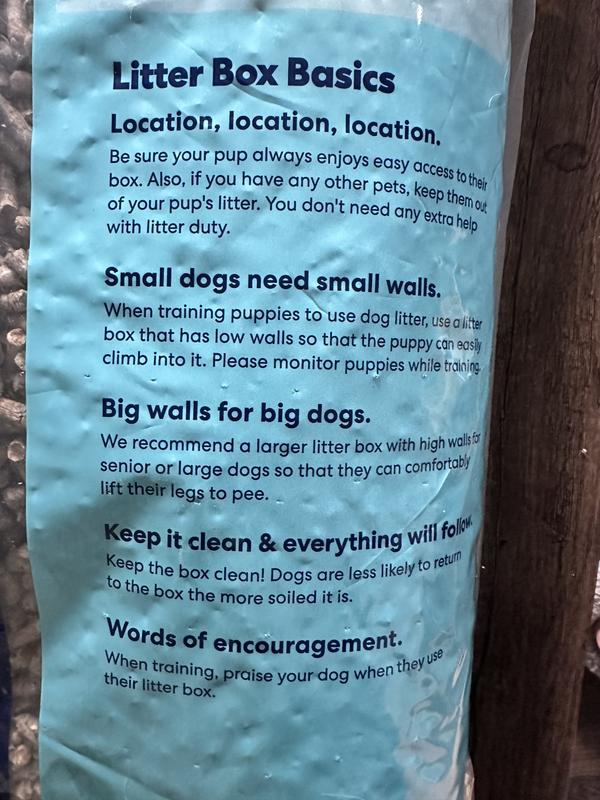 Litter Box Basics
Location, location, location.
Be sure your pup always enjoys easy access to their
box. Also, if you have any other pets, keep them out
of your pup's litter. You don't need any extra help
with litter duty.
Small dogs need small walls.
When training puppies to use dog litter, use a litter
box that has low walls so that the puppy can easily
climb into it. Please monitor puppies while training.
Big walls for big dogs.
We recommend a larger litter box with high walls for
senior or large dogs so that they can comfortably
lift their legs to pee.
Keep it clean & everything will follow.
Keep the box clean! Dogs are less likely to return
to the box the more soiled it is.
Words of encouragement.
When training, praise your dog when they use
their litter box.